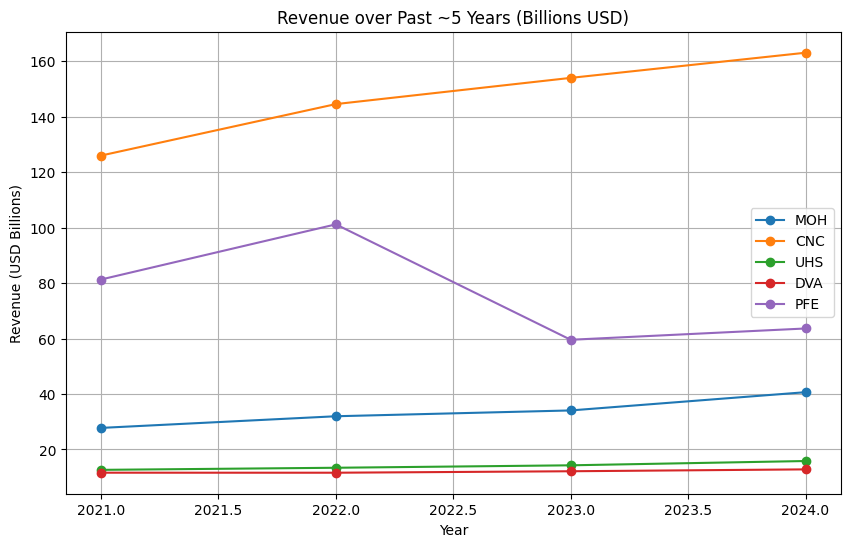 Revenue over Past ~5 Years (Billions USD)
Revenue (USD Billions)
160
140
120
100
80
60
40
20
MOH
CNC
UHS
DVA
PFE
2021.0 2021.5 2022.0 2022.5 2023.0 2023.5 2024.0
Year